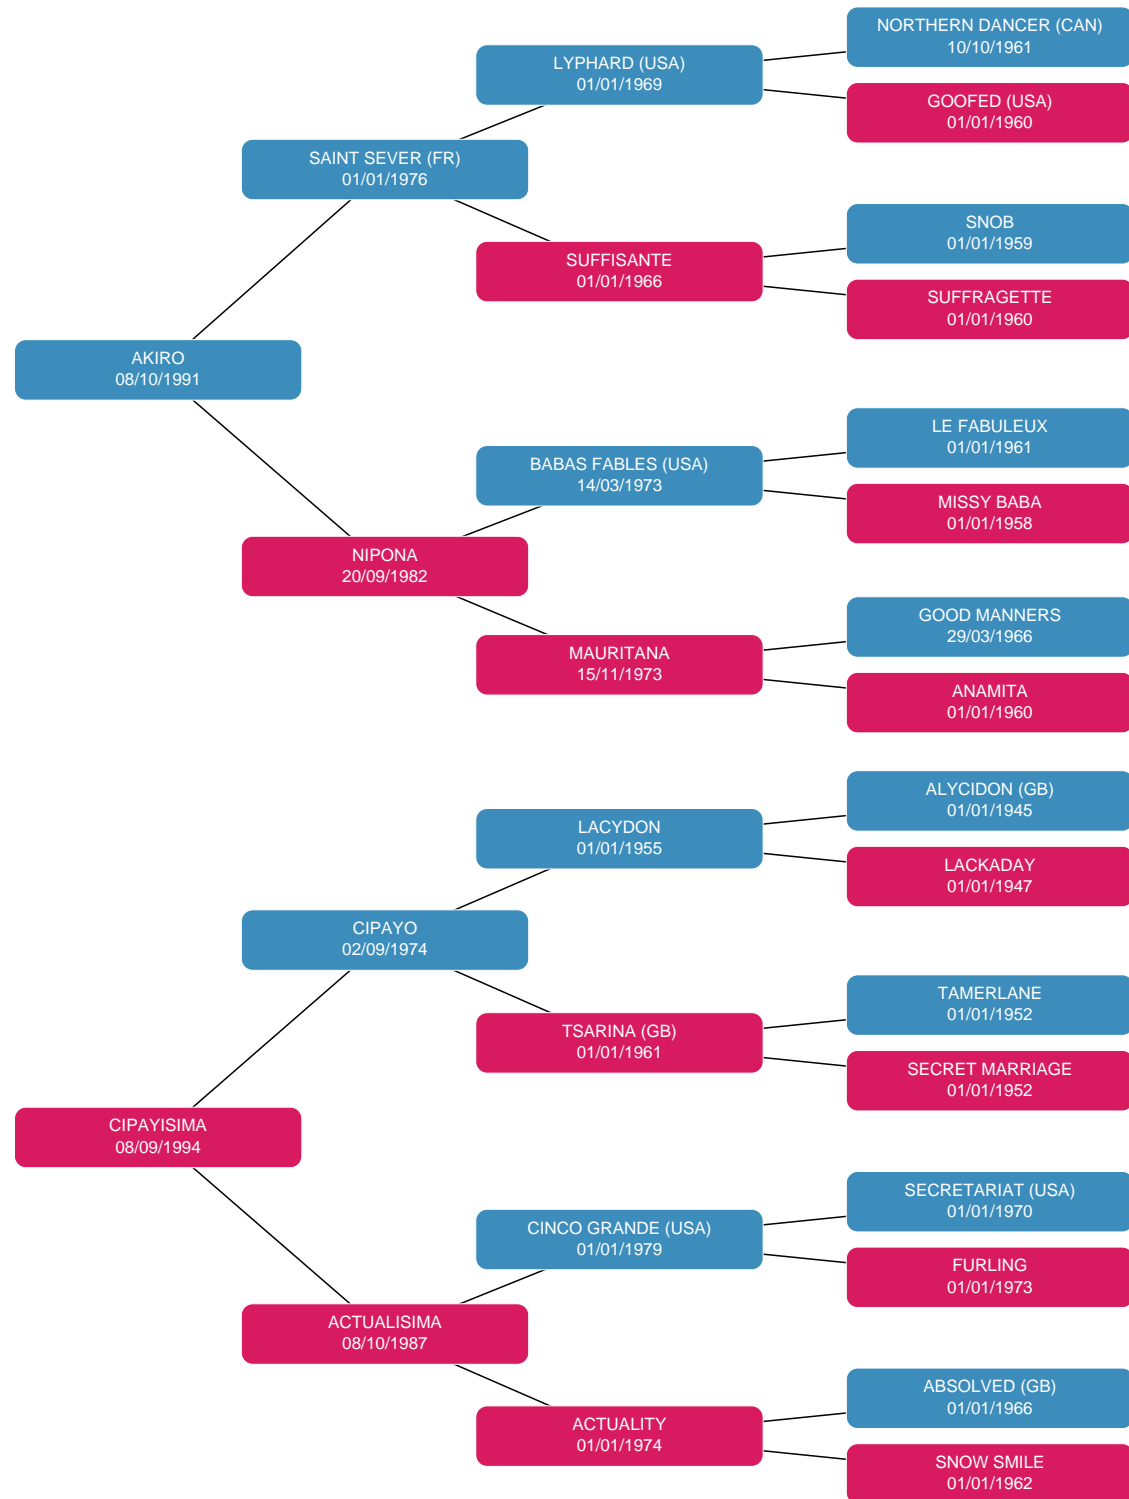 NORTHERN DANCER (CAN)
10/10/1961
LYPHARD (USA)
01/01/1969
GOOFED (USA)
01/01/1960
SAINT SEVER (FR)
01/01/1976
SNOB
01/01/1959
SUFFISANTE
01/01/1966
SUFFRAGETTE
01/01/1960
AKIRO
08/10/1991
LE FABULEUX
01/01/1961
BABAS FABLES (USA)
14/03/1973
MISSY BABA
01/01/1958
NIPONA
20/09/1982
GOOD MANNERS
29/03/1966
MAURITANA
15/11/1973
ANAMITA
01/01/1960
ALYCIDON (GB)
01/01/1945
LACYDON
01/01/1955
LACKADAY
01/01/1947
CIPAYO
02/09/1974
TAMERLANE
01/01/1952
TSARINA (GB)
01/01/1961
SECRET MARRIAGE
01/01/1952
CIPAYISIMA
08/09/1994
SECRETARIAT (USA)
01/01/1970
CINCO GRANDE (USA)
01/01/1979
FURLING
01/01/1973
ACTUALISIMA
08/10/1987
ABSOLVED (GB)
01/01/1966
ACTUALITY
01/01/1974
SNOW SMILE
01/01/1962